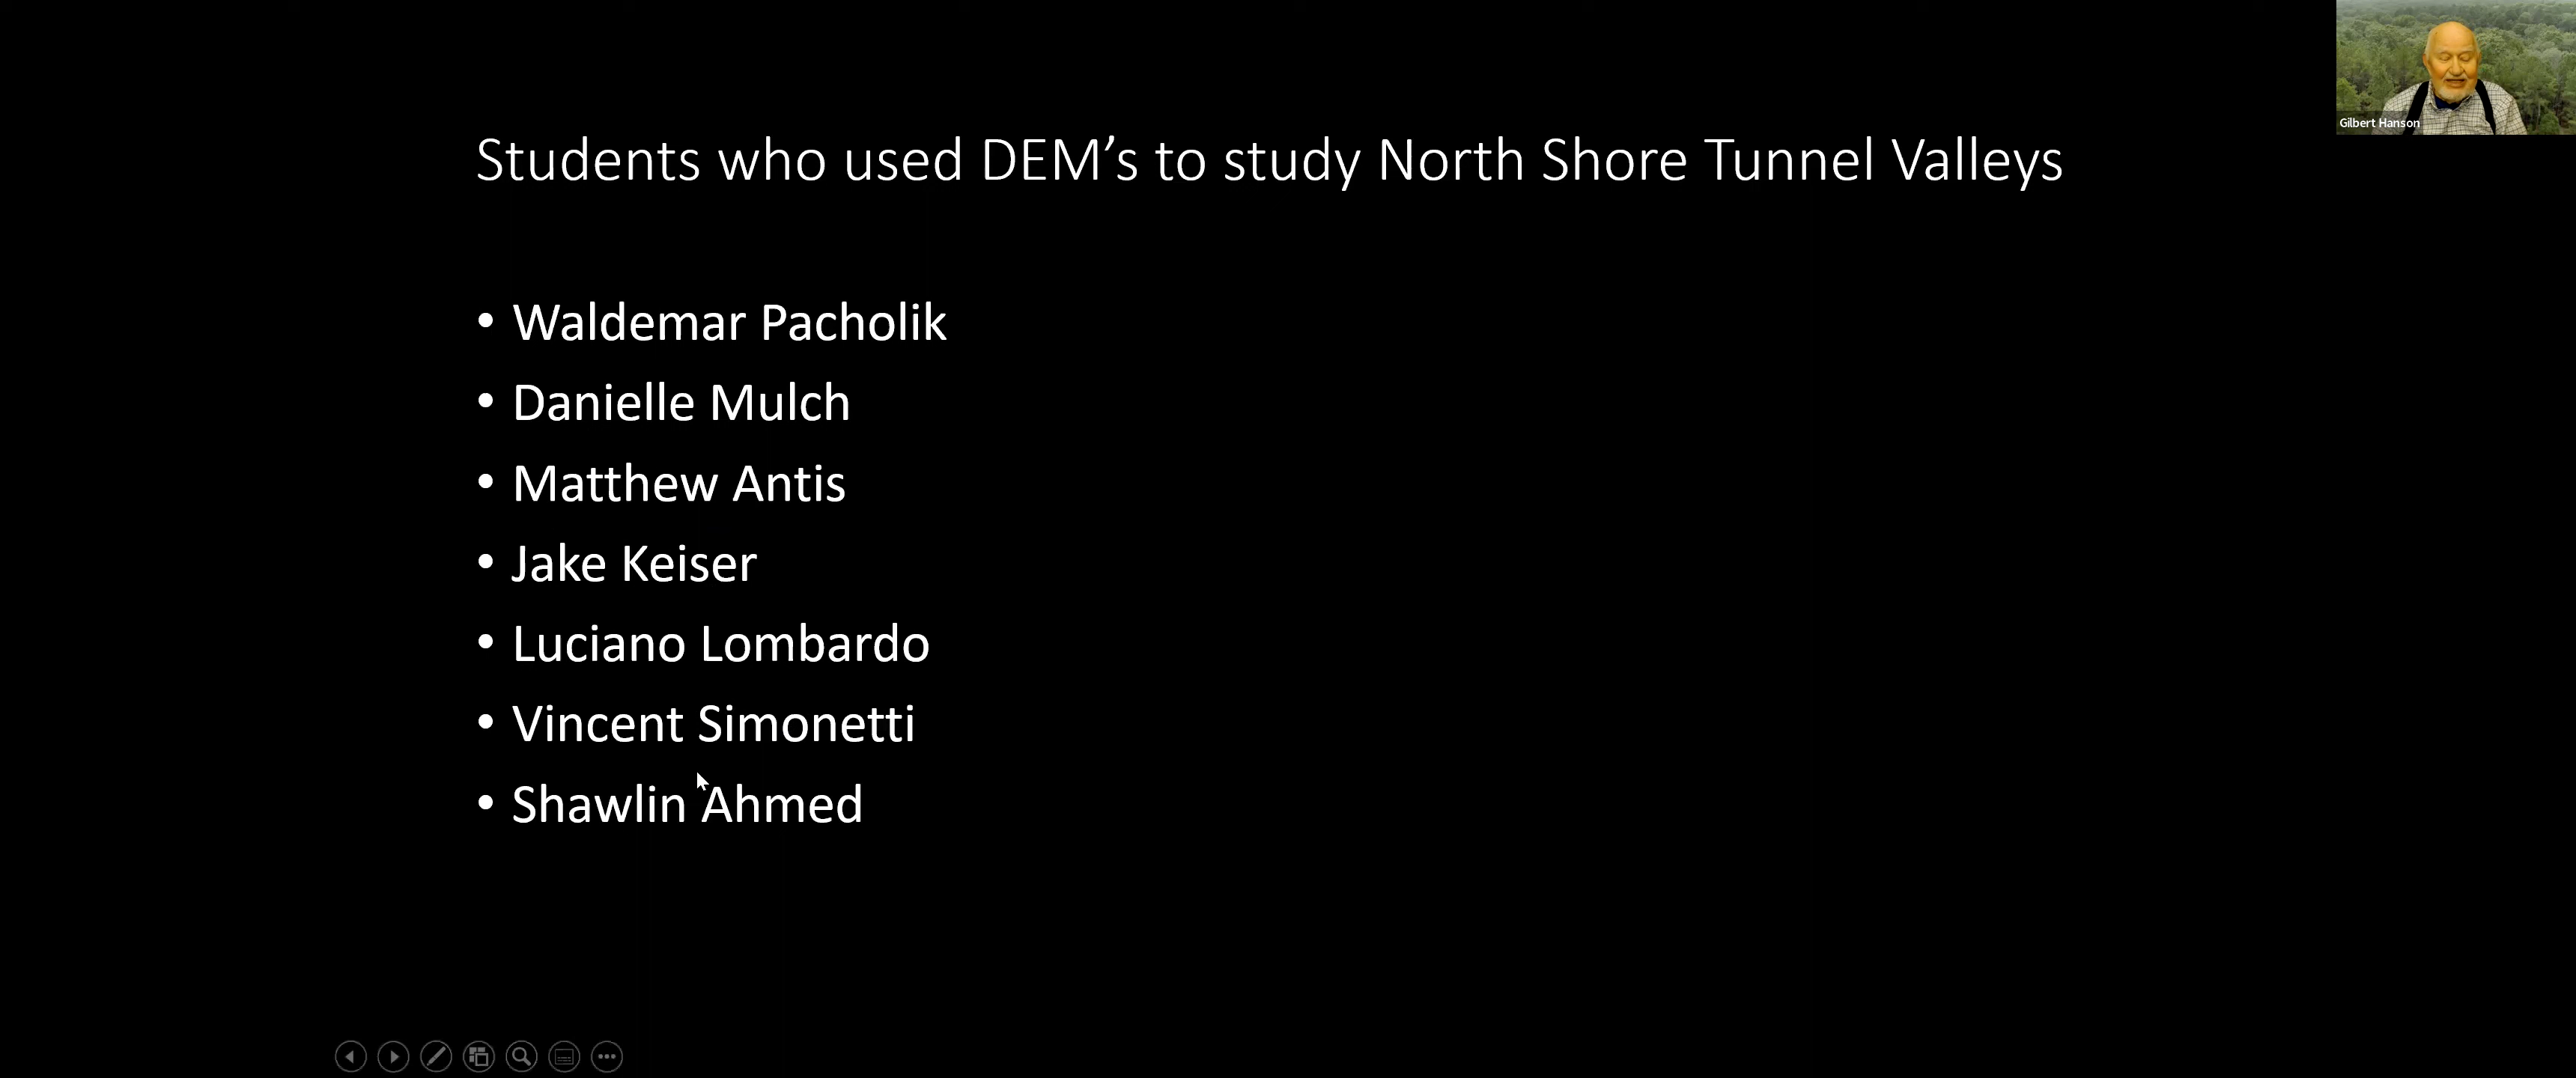 Gilbert Hanson
Students who used DEM’s to study North Shore Tunnel Valleys
• Waldemar Pacholik
• Danielle Mulch
• Matthew Antis
• Jake Keiser
• Luciano Lombardo
• Vincent Simonetti
• Shawlin Ahmed